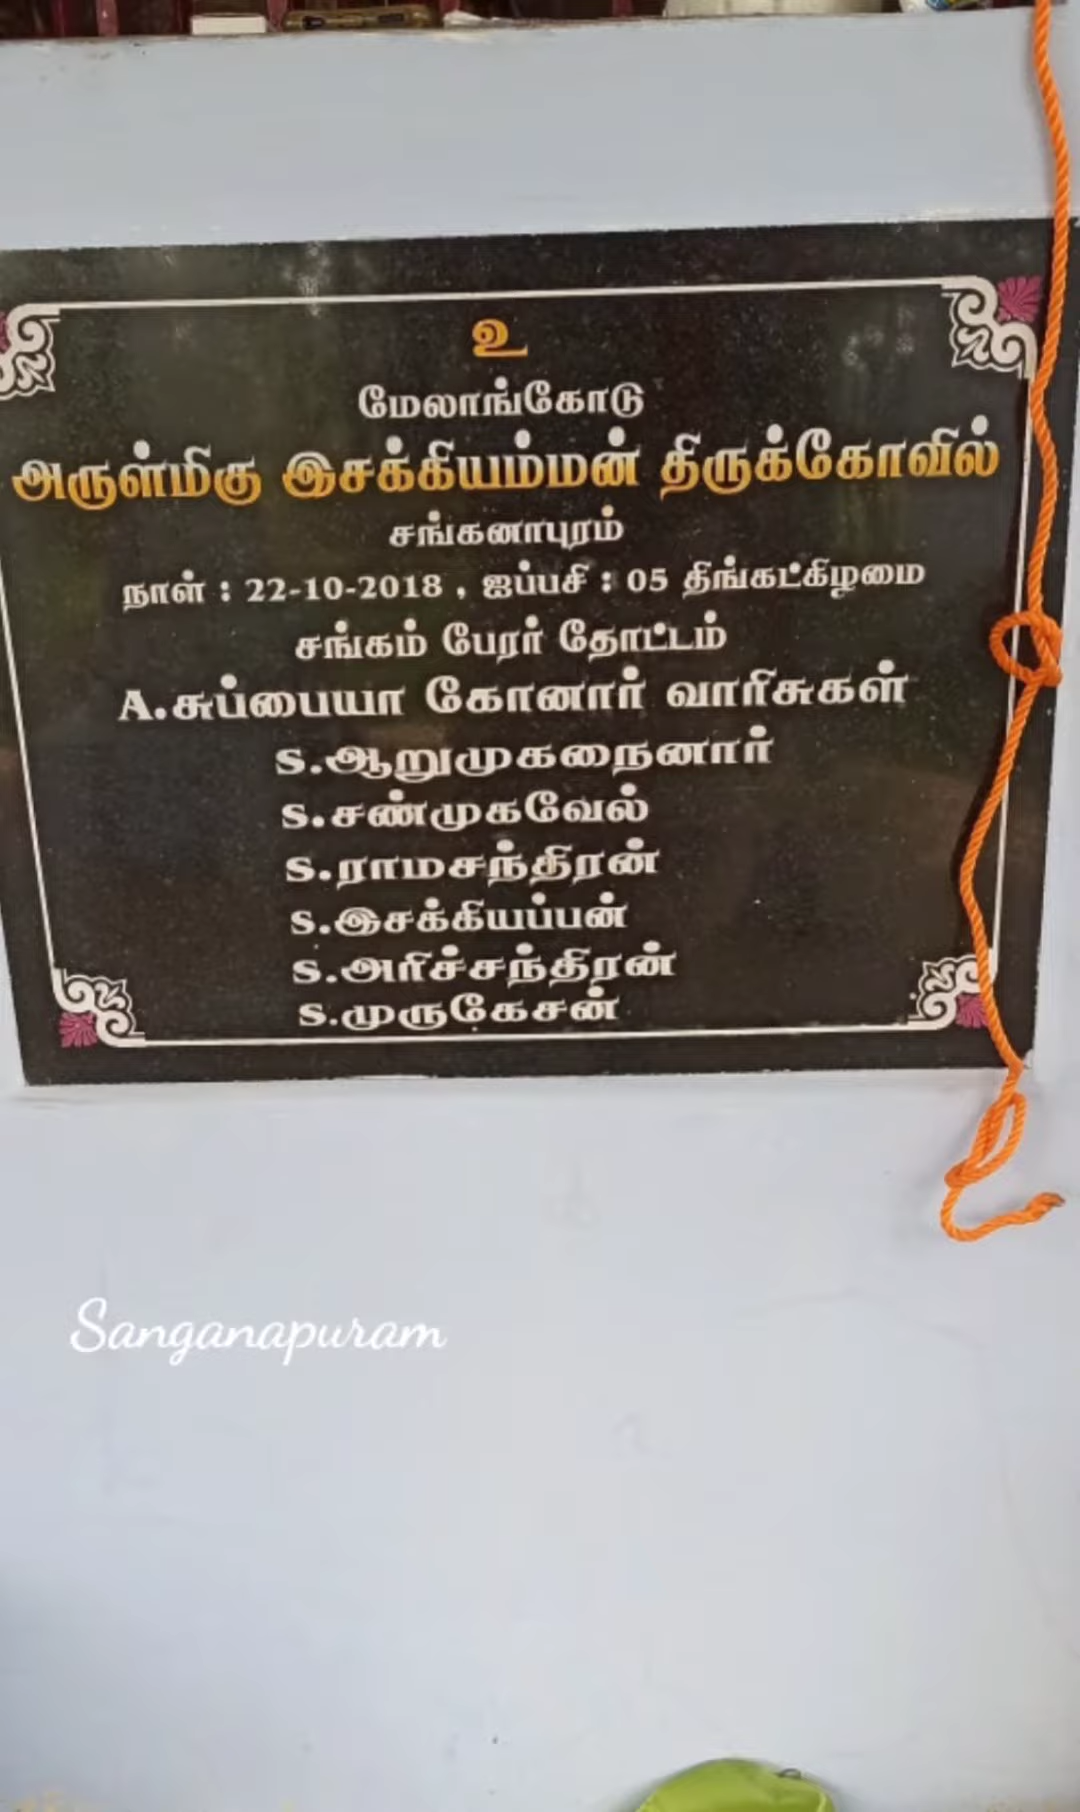 உ
மேலாங்கோடு
அருள்மிகு இசக்கியம்மன் திருக்கோவில்
சங்கனாபுரம்
நாள் : 22-10-2018 , ஐப்பசி : 05 திங்கட்கிழமை
சங்கம் பேரர் தோட்டம்
A.சுப்பையா கோனார் வாரிசுகள்
S.ஆறுமுகநைனார்
S.சண்முகவேல்
S.ராமசந்திரன்
S.இசக்கியப்பன்
S.அரிச்சந்திரன்
S.முருகேசன்
Sanganapuram